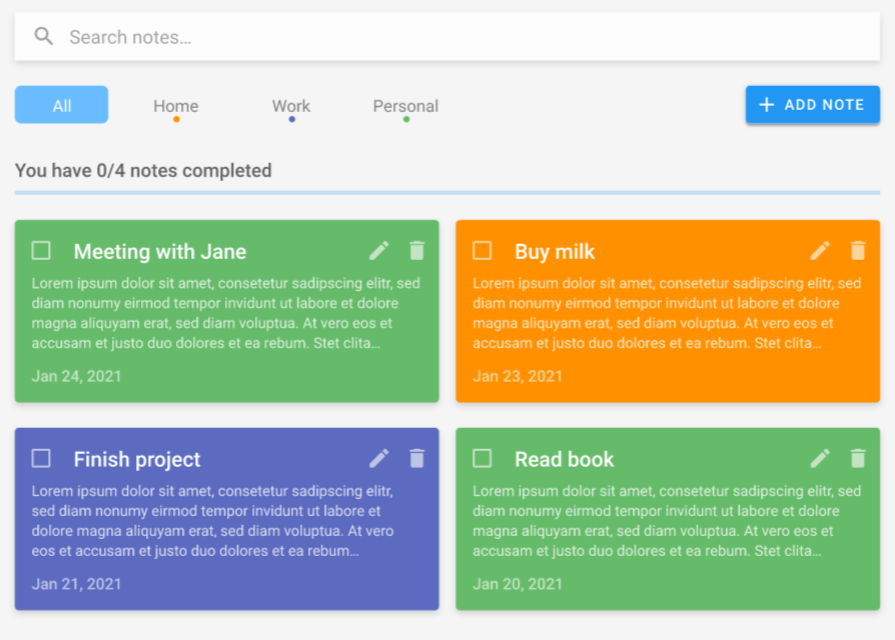 Search notes...
All
Home
Work
Personal
ADD NOTE
You have 0/4 notes completed
Meeting with Jane
Lorem ipsum dolor sit amet, consetetur sadipscing elitr, sed
diam nonumy eirmod tempor invidunt ut labore et dolore
magna aliquyam erat, sed diam voluptua. At vero eos et
accusam et justo duo dolores et ea rebum. Stet clita...
Jan 24, 2021
Buy milk
Lorem ipsum dolor sit amet, consetetur sadipscing elitr, sed
diam nonumy eirmod tempor invidunt ut labore et dolore
magna aliquyam erat, sed diam voluptua. At vero eos et
accusam et justo duo dolores et ea rebum. Stet clita...
Jan 23, 2021
Finish project
Lorem ipsum dolor sit amet, consetetur sadipscing elitr,
sed diam nonumy eirmod tempor invidunt ut labore et
dolore magna aliquyam erat, sed diam voluptua. At vero
eos et accusam et justo duo dolores et ea rebum...
Jan 21, 2021
Read book
Lorem ipsum dolor sit amet, consetetur sadipscing elitr, sed
diam nonumy eirmod tempor invidunt ut labore et dolore
magna aliquyam erat, sed diam voluptua. At vero eos et
accusam et justo duo dolores et ea rebum. Stet clita...
Jan 20, 2021